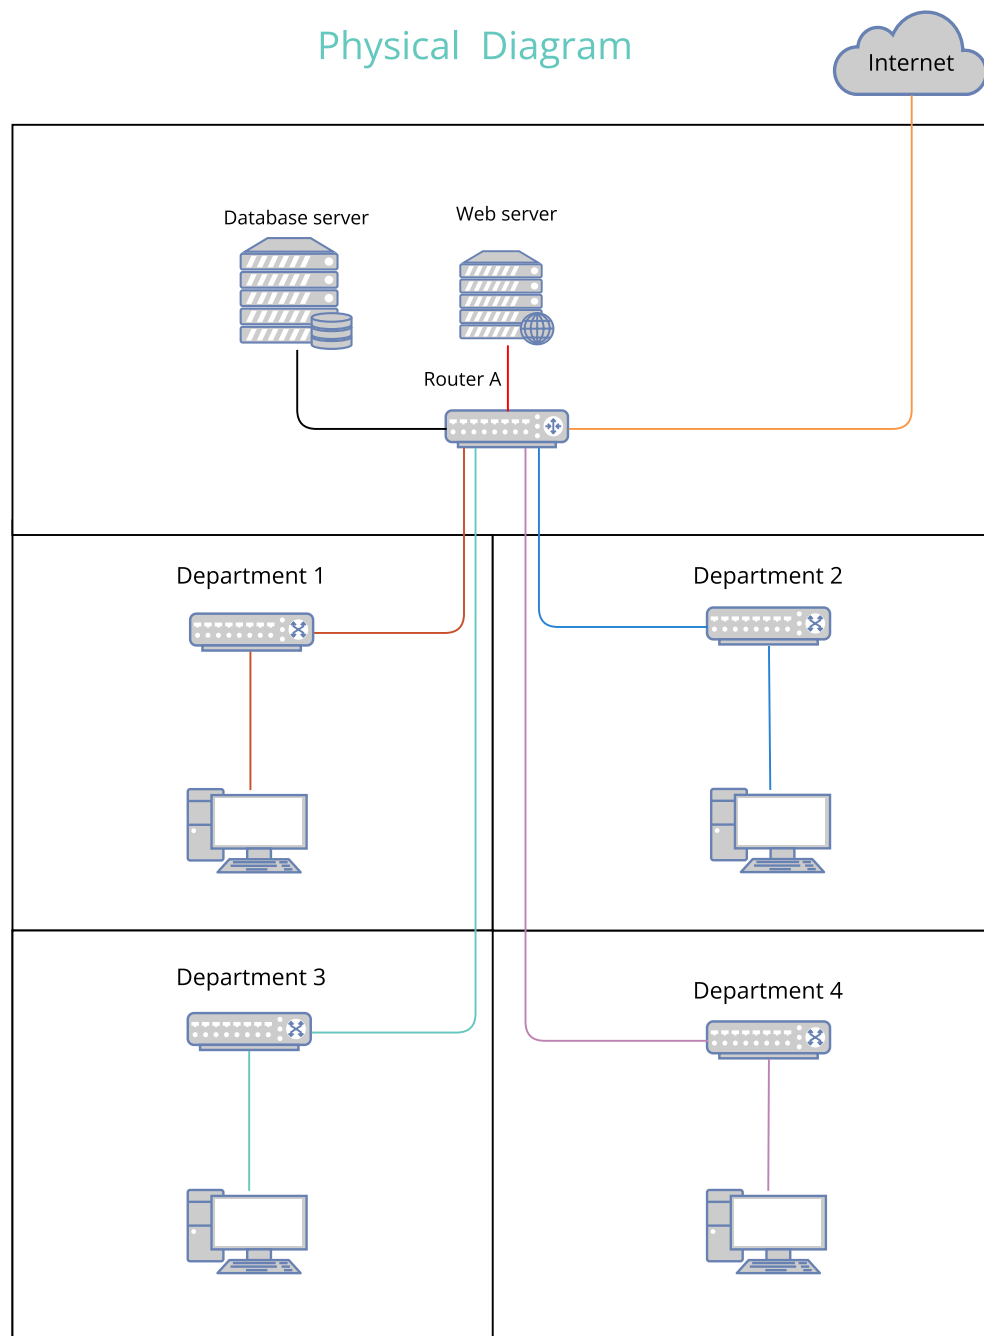 Physical Diagram
Internet
Database server
Web server
Router A
Department 1
Department 2
Department 3
Department 4